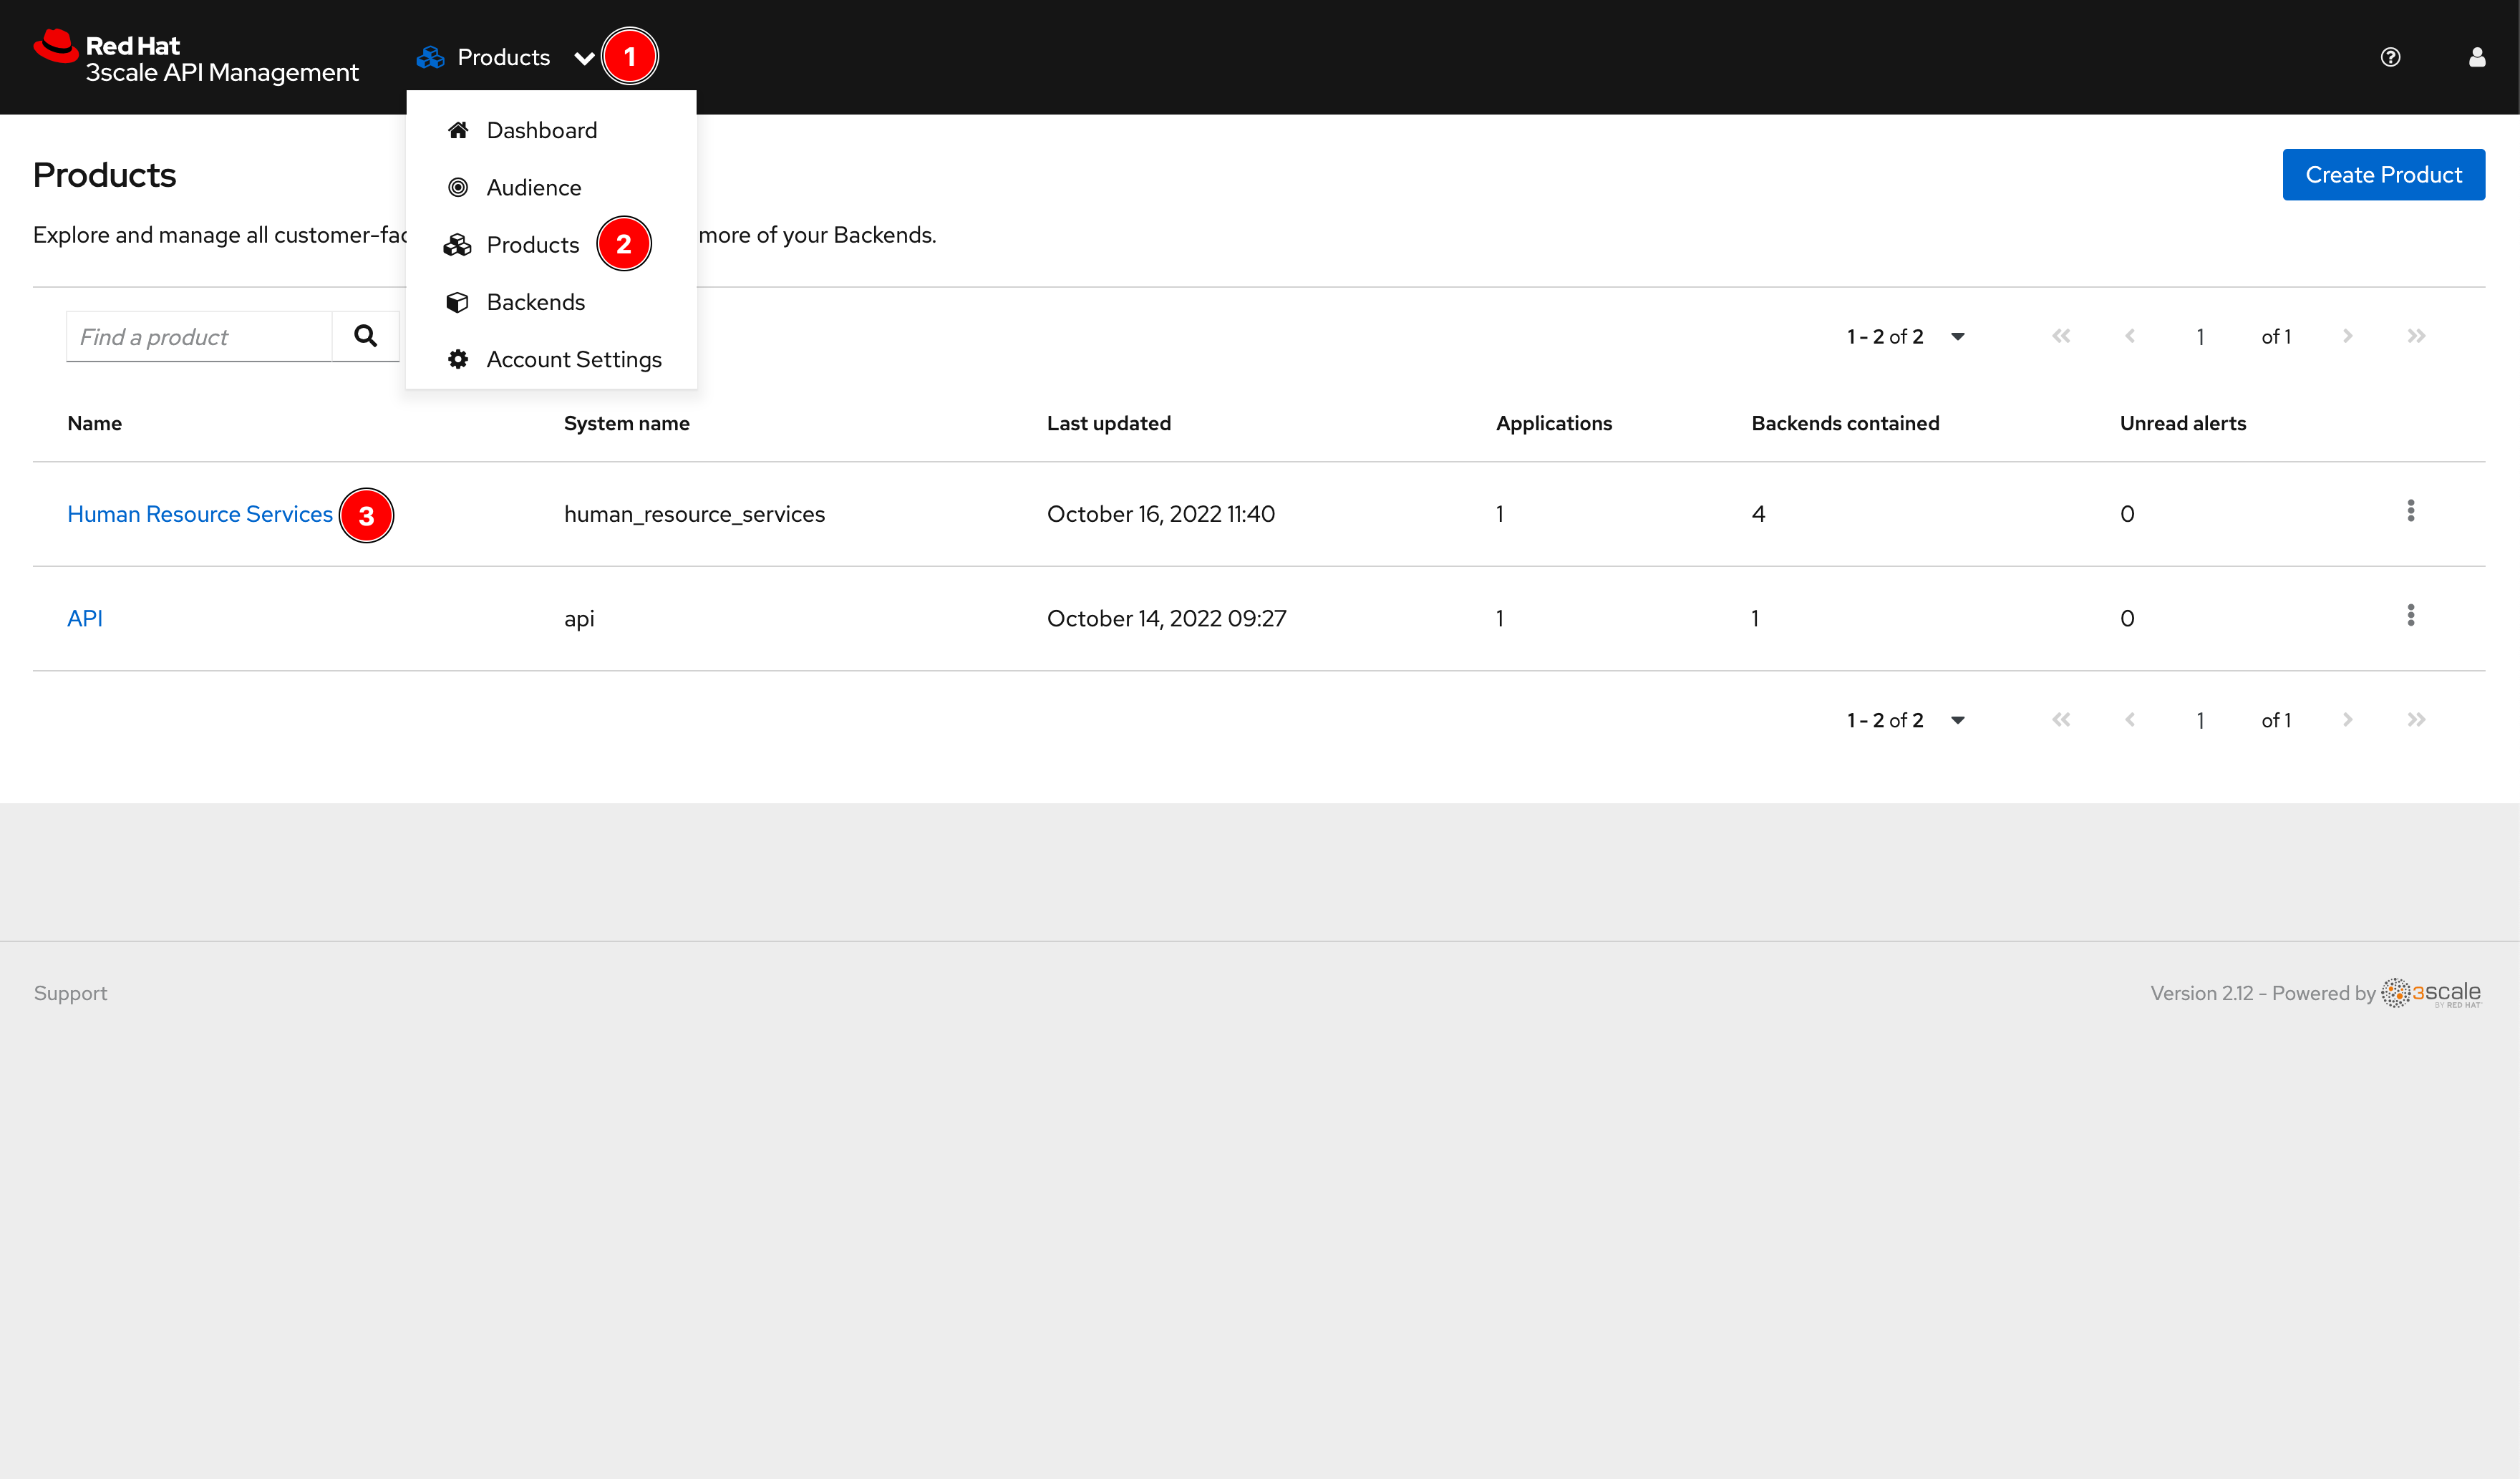 Red Hat
3scale API Management
Products
1
Dashboard
Audience
Products 2
Backends
Account Settings
Products
Create Product
Explore and manage all customer-fac more of your Backends.
Find a product
1 - 2 of 2 1 of 1
Name System name Last updated Applications Backends contained Unread alerts
Human Resource Services 3 human_resource_services October 16, 2022 11:40 1 4 0
API api October 14, 2022 09:27 1 1 0
1 - 2 of 2 1 of 1
Support
Version 2.12 - Powered by 3scale
BY RED HAT